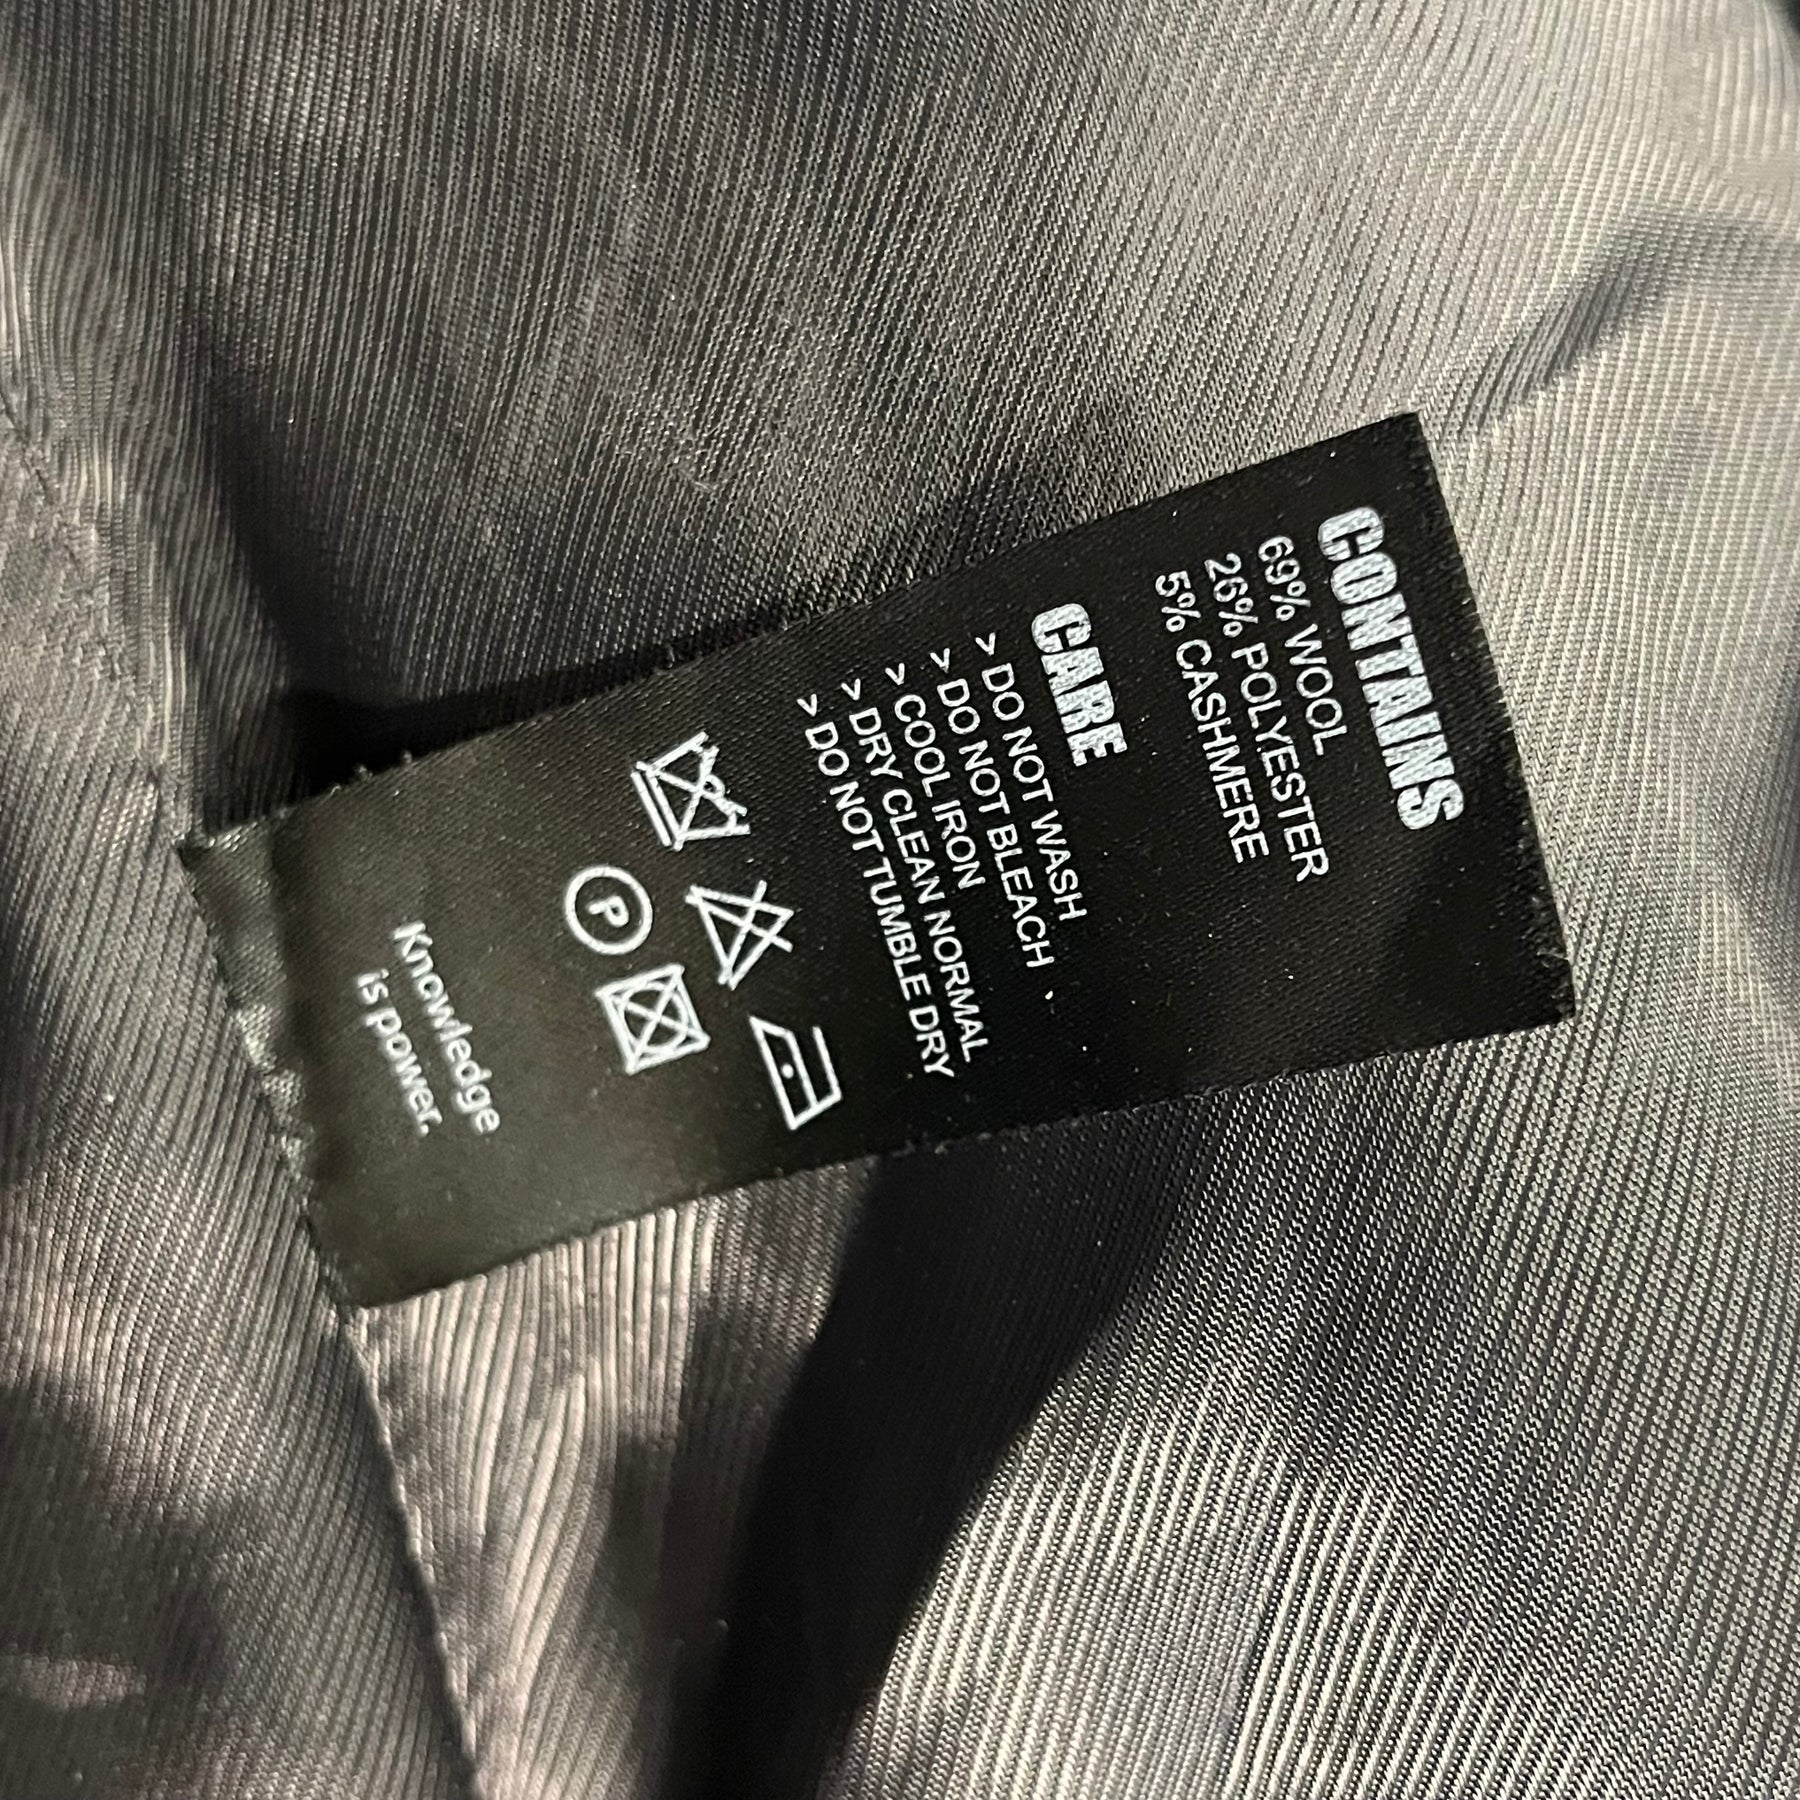 CONTAINS
69% WOOL
26% POLYESTER
5% CASHMERE
CARE
> DO NOT WASH
> DO NOT BLEACH
> COOL IRON
> DRY CLEAN NORMAL
> DO NOT TUMBLE DRY
P
Knowledge
is power.